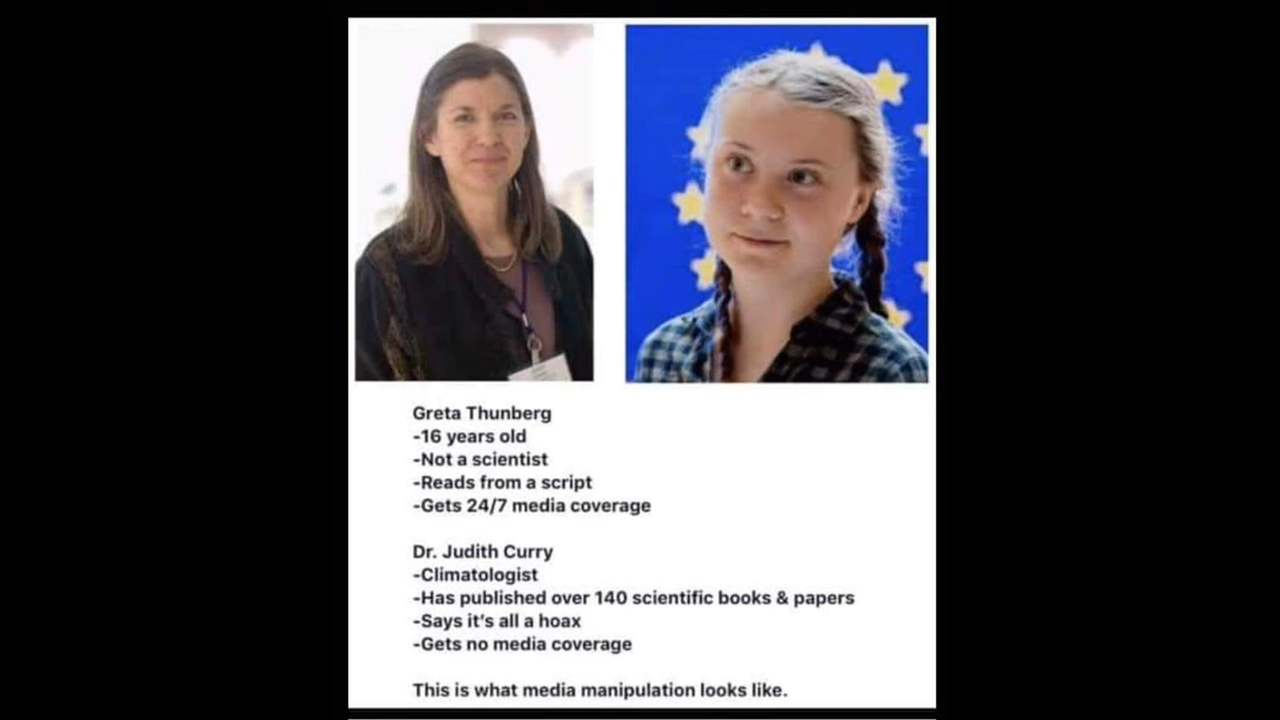 Greta Thunberg
-16 years old
-Not a scientist
-Reads from a script
-Gets 24/7 media coverage
Dr. Judith Curry
-Climatologist
-Has published over 140 scientific books & papers
-Says it's all a hoax
-Gets no media coverage
This is what media manipulation looks like.